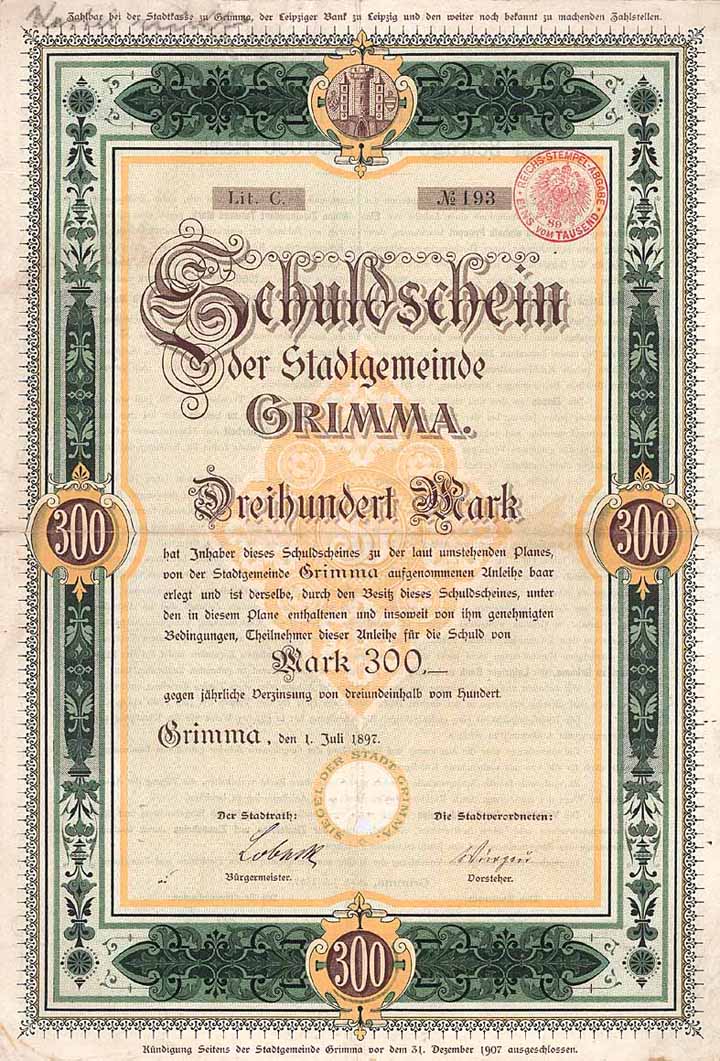 Zahlbar bei der Stadtkasse zu Grimma, der Leipziger Bank zu Leipzig und den weiter noch bekannt zu machenden Zahlstellen.
Lit. C.
№ 193
REICHS-STEMPEL-ABGABE
89
EINS VOM TAUSEND
Schuldschein
der Stadtgemeinde
GRIMMA.
Dreihundert Mark
300
300
hat Inhaber dieses Schuldscheines zu der laut umstehenden Planes,
von der Stadtgemeinde Grimma aufgenommenen Anleihe baar
erlegt und ist derselbe, durch den Besitz dieses Schuldscheines, unter
den in diesem Plane enthaltenen und insoweit von ihm genehmigten
Bedingungen, Theilnehmer dieser Anleihe für die Schuld von
Mark 300,—
gegen jährliche Verzinsung von dreiundeinhalb vom Hundert.
Grimma, den 1. Juli 1897.
SIEGEL DER STADT GRIMMA
Der Stadtrath:
Die Stadtverordneten:
Lobeck
Bürgermeister.
Vorsteher.
300
Kündigung Seitens der Stadtgemeinde Grimma vor dem 31. Dezember 1907 ausgeschlossen.